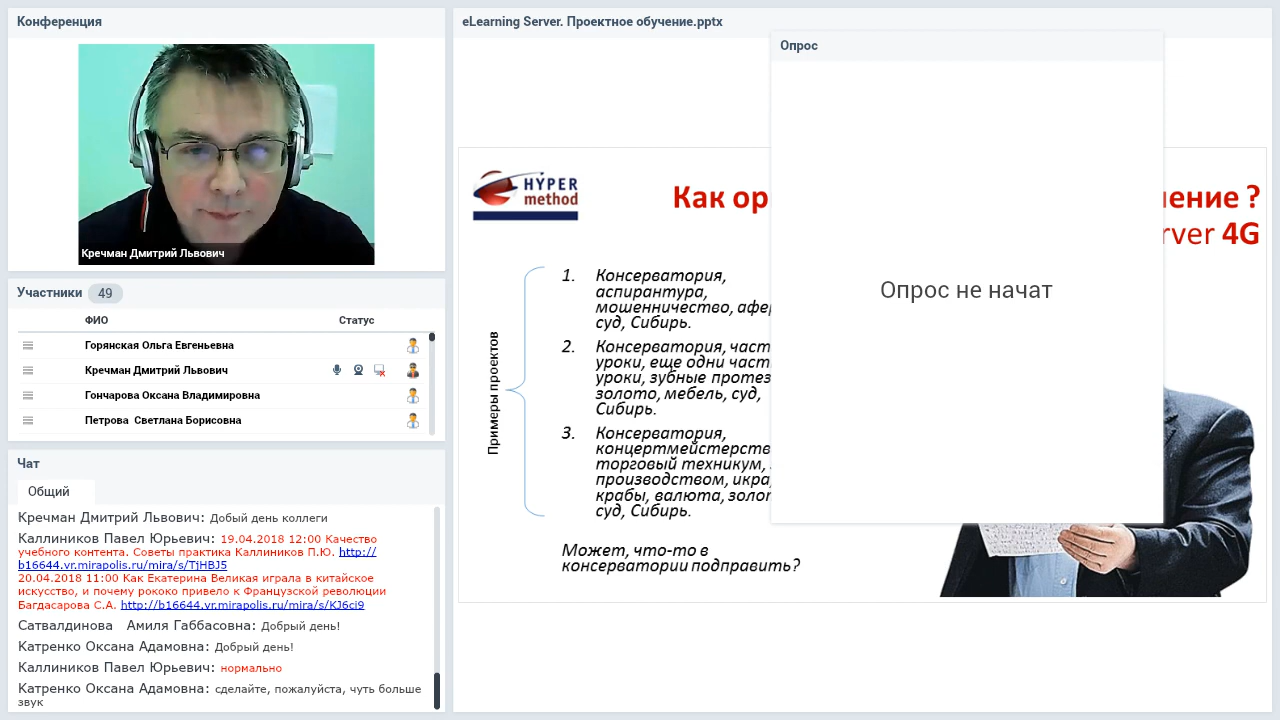 Конференция
Кречман Дмитрий Львович
Участники 49
ФИО Статус
Горянская Ольга Евгеньевна
Кречман Дмитрий Львович
Гончарова Оксана Владимировна
Петрова Светлана Борисовна
Чат
Общий
Кречман Дмитрий Львович: Добый день коллеги
Каллиников Павел Юрьевич: 19.04.2018 12:00 Качество
учебного контента. Советы практика Каллиников П.Ю. http://
b16644.vr.mirapolis.ru/mira/s/TjHBJ5
20.04.2018 11:00 Как Екатерина Великая играла в китайское
искусство, и почему рококо привело к Французской революции
Багдасарова С.А. http://b16644.vr.mirapolis.ru/mira/s/KJ6ci9
Сатвалдинова Амиля Габбасовна: Добрый день!
Катренко Оксана Адамовна: Добрый день!
Каллиников Павел Юрьевич: нормально
Катренко Оксана Адамовна: сделайте, пожалуйста, чуть больше
звук
eLearning Server. Проектное обучение.pptx
Опрос
Опрос не начат
HYPER
method
Как ор ение ?
rver 4G
Примеры проектов
1. Консерватория,
аспирантура,
мошенничество, афе
суд, Сибирь.
2. Консерватория, част
уроки, еще одни част
уроки, зубные протез
золото, мебель, суд,
Сибирь.
3. Консерватория,
концертмейстерств
торговый техникум,
производством, икра
крабы, валюта, золот
суд, Сибирь.
Может, что-то в
консерватории подправить?